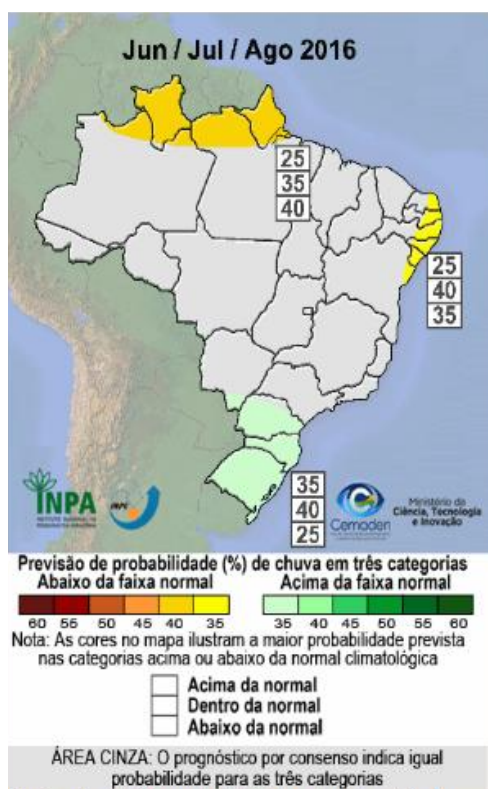 Jun / Jul / Ago 2016
25
35
40
25
40
35
35
40
25
INPA
INPE
Cemaden
Ministério da
Ciência, Tecnologia
e Inovação
Previsão de probabilidade (%) de chuva em três categorias
Abaixo da faixa normal Acima da faixa normal
60 55 50 45 40 35 35 40 45 50 55 60
Nota: As cores no mapa ilustram a maior probabilidade prevista
nas categorias acima ou abaixo da normal climatológica
Acima da normal
Dentro da normal
Abaixo da normal
ÁREA CINZA: O prognóstico por consenso indica igual
probabilidade para as três categorias